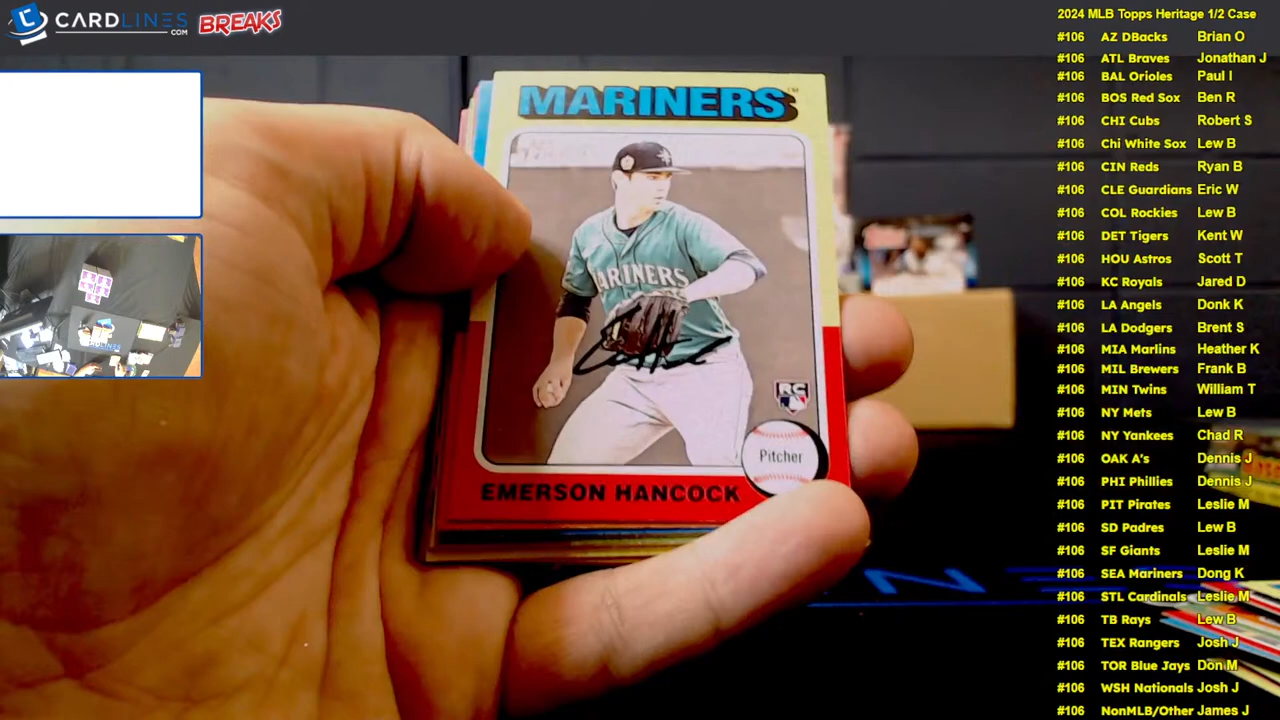 CARDLINES
.COM
BREAKS
2024 MLB Topps Heritage 1/2 Case
#106 AZ DBacks Brian O
#106 ATL Braves Jonathan J
#106 BAL Orioles Paul I
#106 BOS Red Sox Ben R
#106 CHI Cubs Robert S
#106 Chi White Sox Lew B
#106 CIN Reds Ryan B
#106 CLE Guardians Eric W
#106 COL Rockies Lew B
#106 DET Tigers Kent W
#106 HOU Astros Scott T
#106 KC Royals Jared D
#106 LA Angels Donk K
#106 LA Dodgers Brent S
#106 MIA Marlins Heather K
#106 MIL Brewers Frank B
#106 MIN Twins William T
#106 NY Mets Lew B
#106 NY Yankees Chad R
#106 OAK A's Dennis J
#106 PHI Phillies Dennis J
#106 PIT Pirates Leslie M
#106 SD Padres Lew B
#106 SF Giants Leslie M
#106 SEA Mariners Dong K
#106 STL Cardinals Leslie M
#106 TB Rays Lew B
#106 TEX Rangers Josh J
#106 TOR Blue Jays Don M
#106 WSH Nationals Josh J
#106 NonMLB/Other James J
MARINERS™
MARINERS
RC
Pitcher
EMERSON HANCOCK